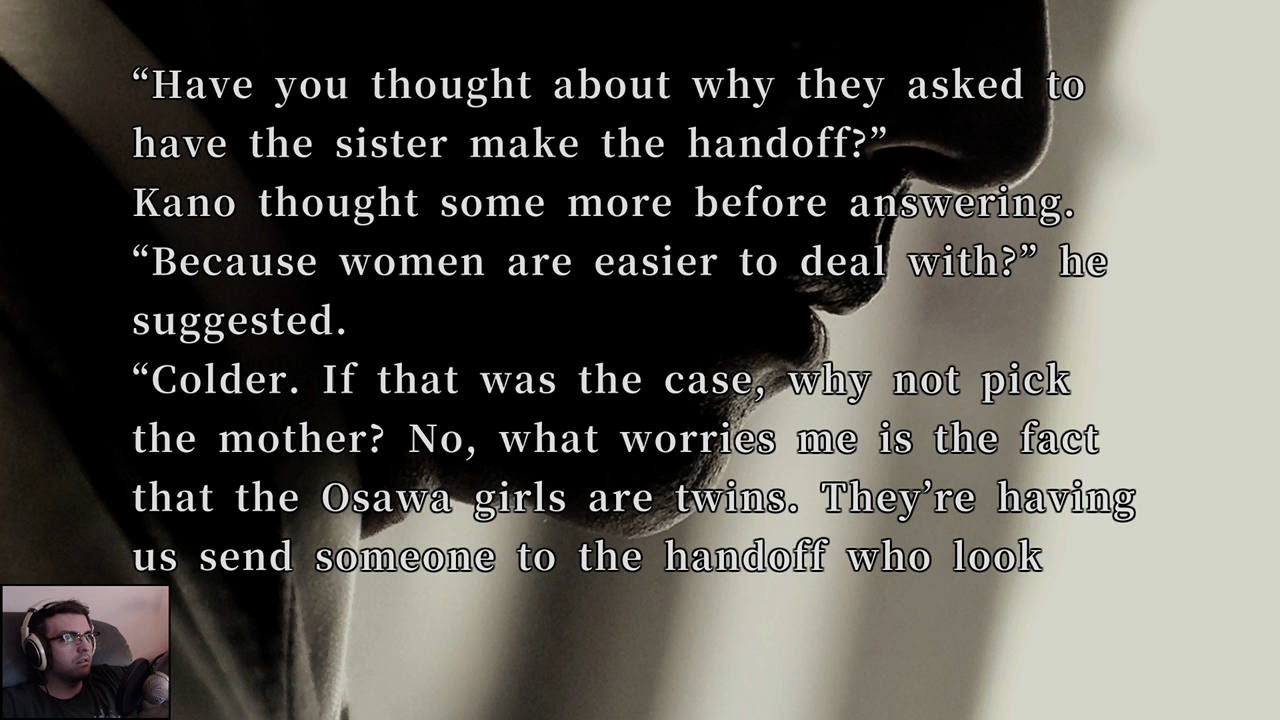 “Have you thought about why they asked to
have the sister make the handoff?”
Kano thought some more before answering.
“Because women are easier to deal with?” he
suggested.
“Colder. If that was the case, why not pick
the mother? No, what worries me is the fact
that the Osawa girls are twins. They’re having
us send someone to the handoff who look